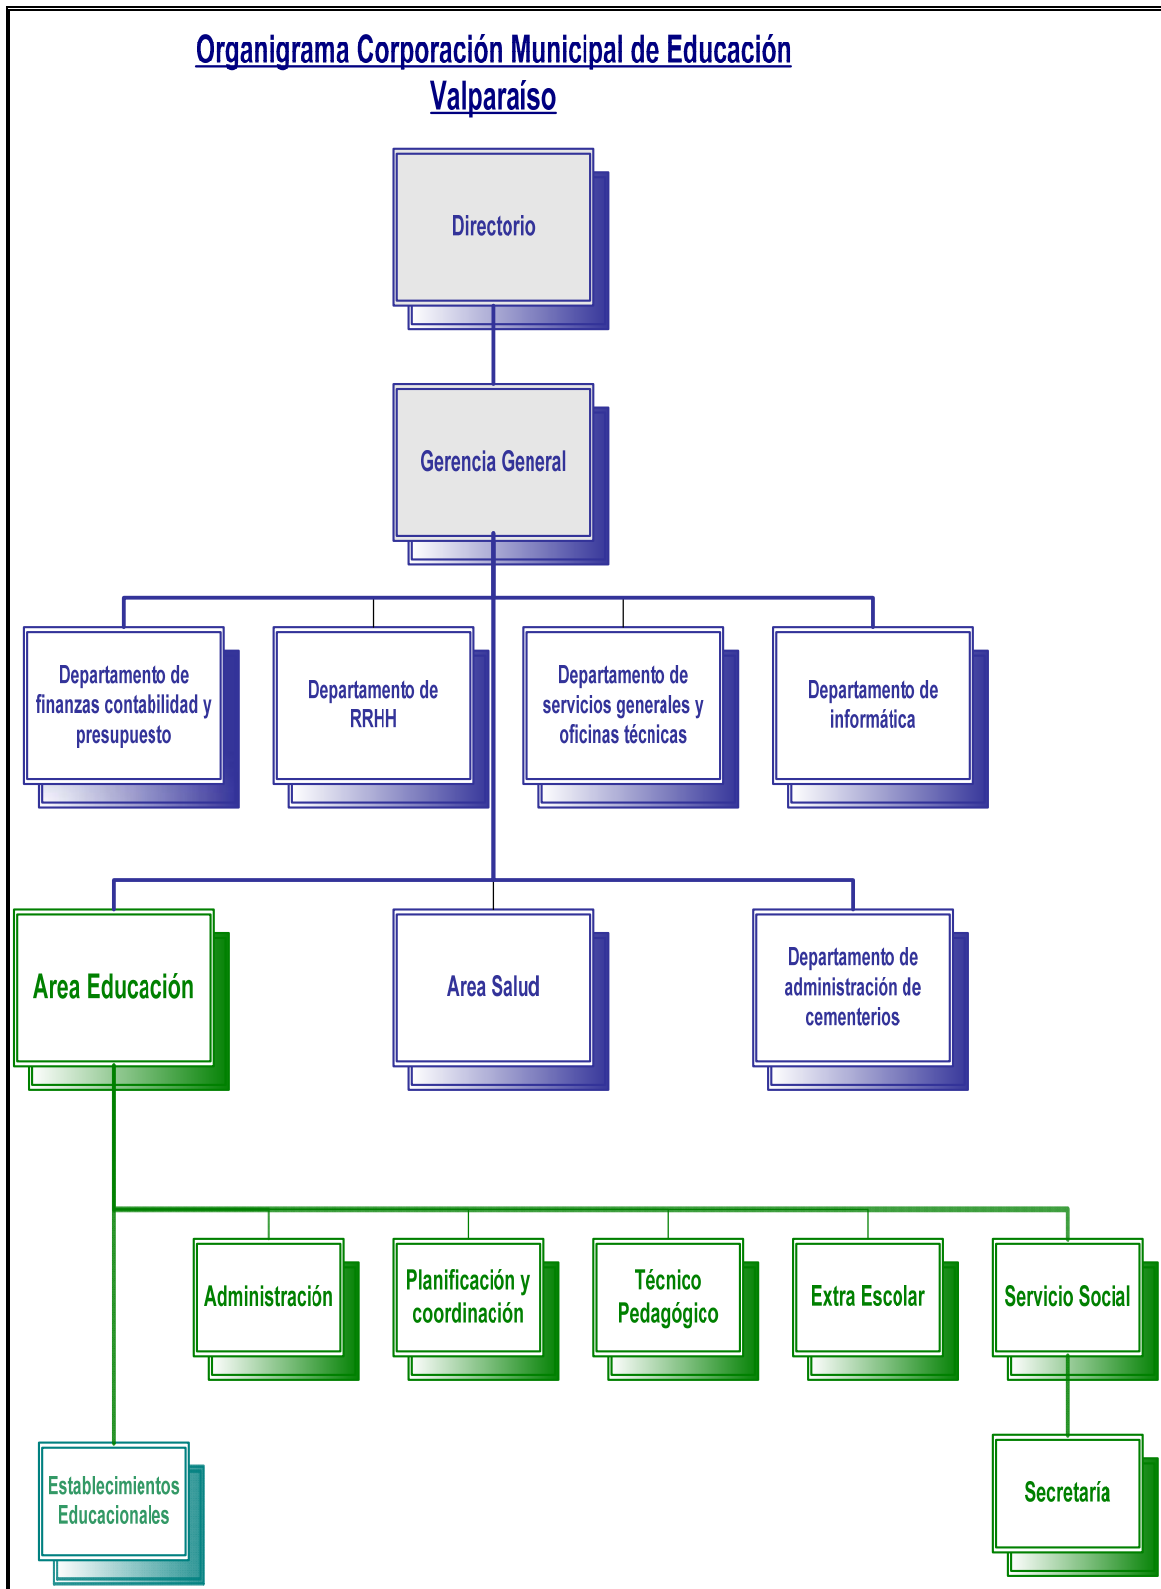 Organigrama Corporación Municipal de Educación
Valparaíso
Directorio
Gerencia General
Departamento de
finanzas contabilidad y
presupuesto
Departamento de
RRHH
Departamento de
servicios generales y
oficinas técnicas
Departamento de
informática
Area Educación
Area Salud
Departamento de
administración de
cementerios
Administración
Planificación y
coordinación
Técnico
Pedagógico
Extra Escolar
Servicio Social
Establecimientos
Educacionales
Secretaría